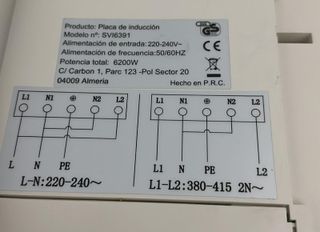 Producto: Placa de inducción
Modelo nº: SVI6391
Alimentación de entrada: 220-240V~
Alimentación de frecuencia:50/60HZ
Potencia total: 6200W
C/ Carbon 1, Parc 123 -Pol Sector 20
04009 Almeria
Hecho en P.R.C.
GS
L1 N1 N2 L2
L N PE
L-N:220-240~
L1 N1 N2 L2
L1 N PE L2
L1-L2:380-415 2N~